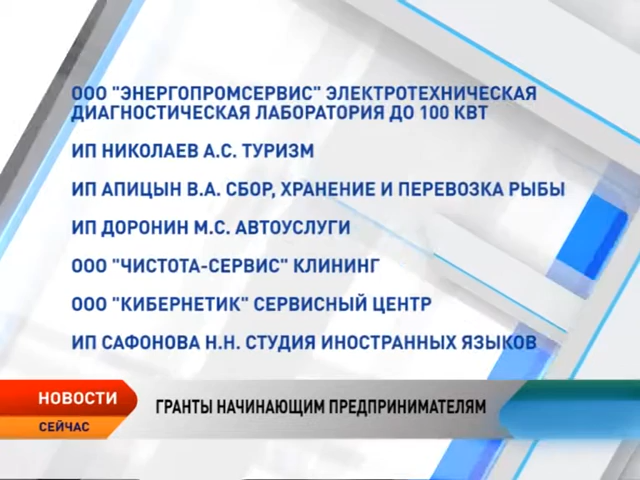 ООО "ЭНЕРГОПРОМСЕРВИС" ЭЛЕКТРОТЕХНИЧЕСКАЯ
ДИАГНОСТИЧЕСКАЯ ЛАБОРАТОРИЯ ДО 100 КВТ
ИП НИКОЛАЕВ А.С. ТУРИЗМ
ИП АПИЦЫН В.А. СБОР, ХРАНЕНИЕ И ПЕРЕВОЗКА РЫБЫ
ИП ДОРОНИН М.С. АВТОУСЛУГИ
ООО "ЧИСТОТА-СЕРВИС" КЛИНИНГ
ООО "КИБЕРНЕТИК" СЕРВИСНЫЙ ЦЕНТР
ИП САФОНОВА Н.Н. СТУДИЯ ИНОСТРАННЫХ ЯЗЫКОВ
НОВОСТИ
ГРАНТЫ НАЧИНАЮЩИМ ПРЕДПРИНИМАТЕЛЯМ
СЕЙЧАС